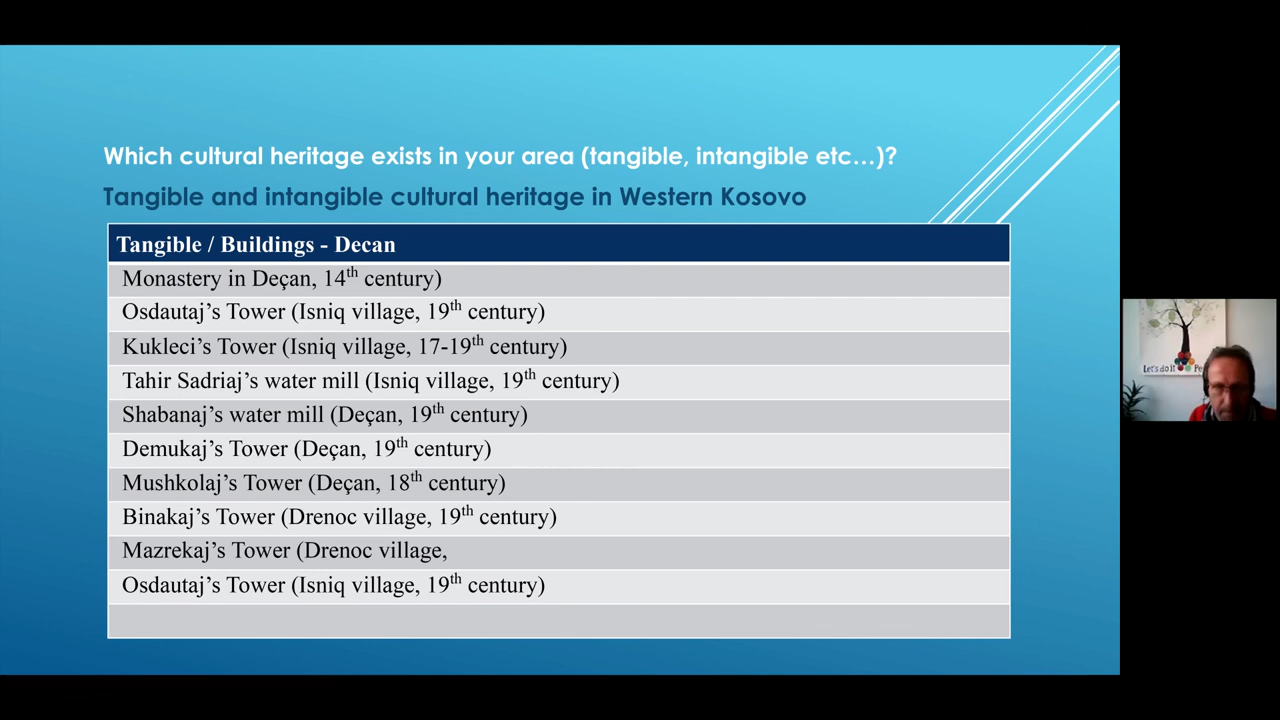 Which cultural heritage exists in your area (tangible, intangible etc…)?
Tangible and intangible cultural heritage in Western Kosovo
Tangible / Buildings - Decan
Monastery in Deçan, 14th century)
Osdautaj’s Tower (Isniq village, 19th century)
Kukleci’s Tower (Isniq village, 17-19th century)
Tahir Sadriaj’s water mill (Isniq village, 19th century)
Shabanaj’s water mill (Deçan, 19th century)
Demukaj’s Tower (Deçan, 19th century)
Mushkolaj’s Tower (Deçan, 18th century)
Binakaj’s Tower (Drenoc village, 19th century)
Mazrekaj’s Tower (Drenoc village,
Osdautaj’s Tower (Isniq village, 19th century)
Let's do it